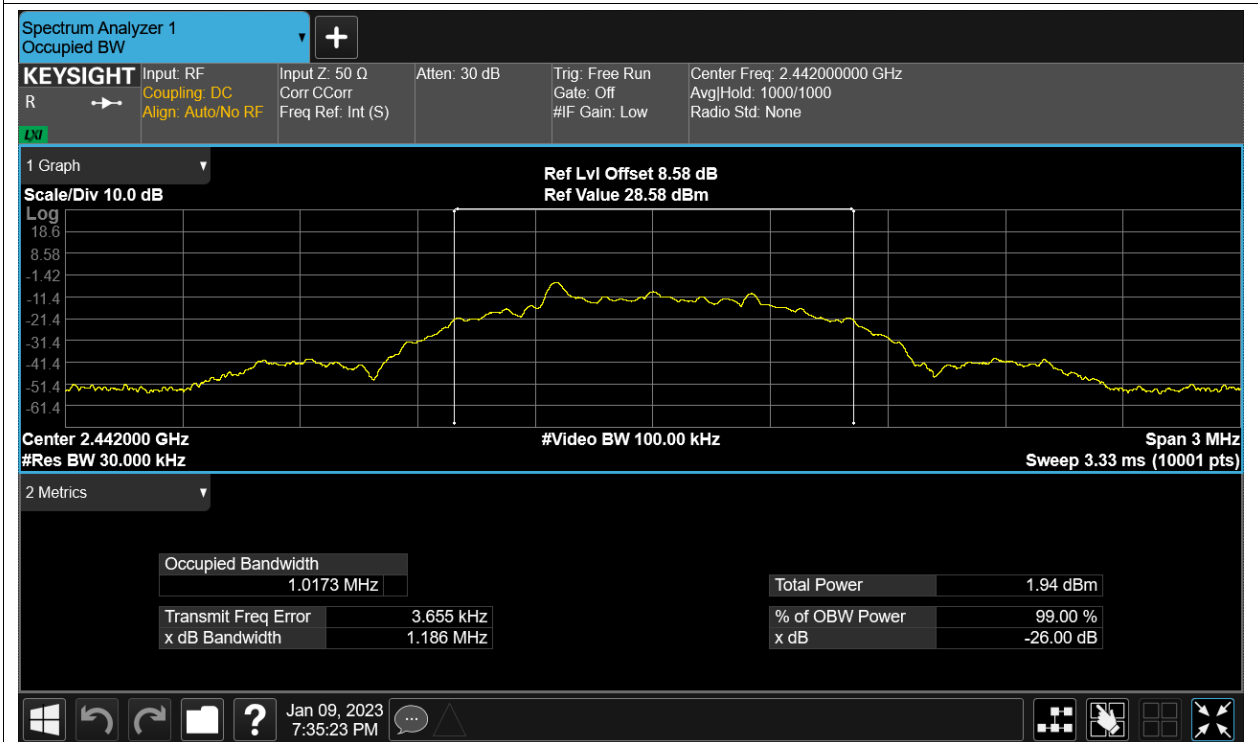 Spectrum Analyzer 1
Occupied BW
KEYSIGHT
R
LXI
Input: RF
Coupling: DC
Align: Auto/No RF
Input Z: 50 Ω
Corr CCorr
Freq Ref: Int (S)
Atten: 30 dB
Trig: Free Run
Gate: Off
#IF Gain: Low
Center Freq: 2.442000000 GHz
Avg|Hold: 1000/1000
Radio Std: None
1 Graph
Scale/Div 10.0 dB
Ref Lvl Offset 8.58 dB
Ref Value 28.58 dBm
Log
18.6
8.58
-1.42
-11.4
-21.4
-31.4
-41.4
-51.4
-61.4
Center 2.442000 GHz
#Video BW 100.00 kHz
Span 3 MHz
#Res BW 30.000 kHz
Sweep 3.33 ms (10001 pts)
2 Metrics
Occupied Bandwidth
1.0173 MHz
Total Power 1.94 dBm
Transmit Freq Error 3.655 kHz
% of OBW Power 99.00 %
x dB Bandwidth 1.186 MHz
x dB -26.00 dB
?
Jan 09, 2023
7:35:23 PM